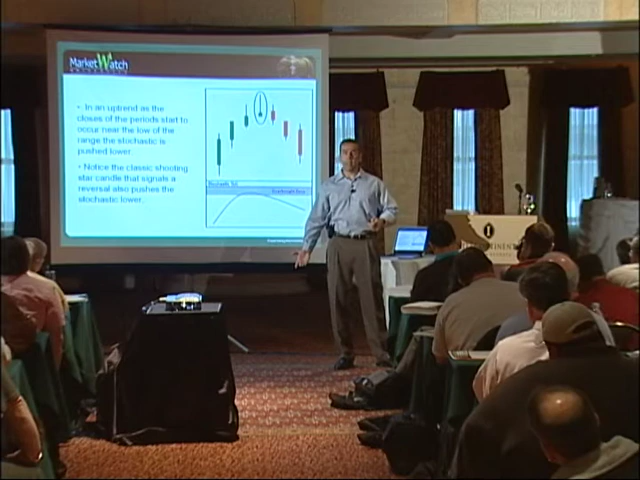 MarketWatch
• In an uptrend as the
closes of the periods start to
occur near the low of the
range the stochastic is
pushed lower.
• Notice the classic shooting
star candle that signals a
reversal also pushes the
stochastic lower.